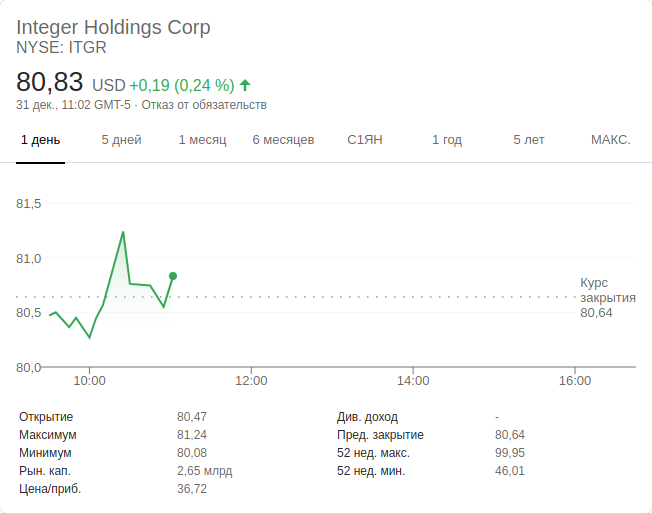 Integer Holdings Corp
NYSE: ITGR
80,83 USD +0,19 (0,24 %)
31 дек., 11:02 GMT-5 · Отказ от обязательств
1 день 5 дней 1 месяц 6 месяцев С1ЯН 1 год 5 лет МАКС.
81,5
81,0
80,5
80,0
Курс
закрытия
80,64
10:00 12:00 14:00 16:00
Открытие 80,47 Див. доход -
Максимум 81,24 Пред. закрытие 80,64
Минимум 80,08 52 нед. макс. 99,95
Рын. кап. 2,65 млрд 52 нед. мин. 46,01
Цена/приб. 36,72